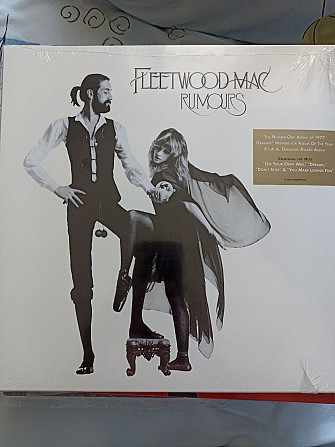 FLEETWOOD MAC
RUMOURS
THE NUMBER-ONE ALBUM OF 1977
GRAMMY® WINNER FOR ALBUM OF THE YEAR
R.I.A.A. DIAMOND AWARD ALBUM
CONTAINS THE HITS
"GO YOUR OWN WAY," "DREAMS,"
"DON'T STOP" & "YOU MAKE LOVING FUN"